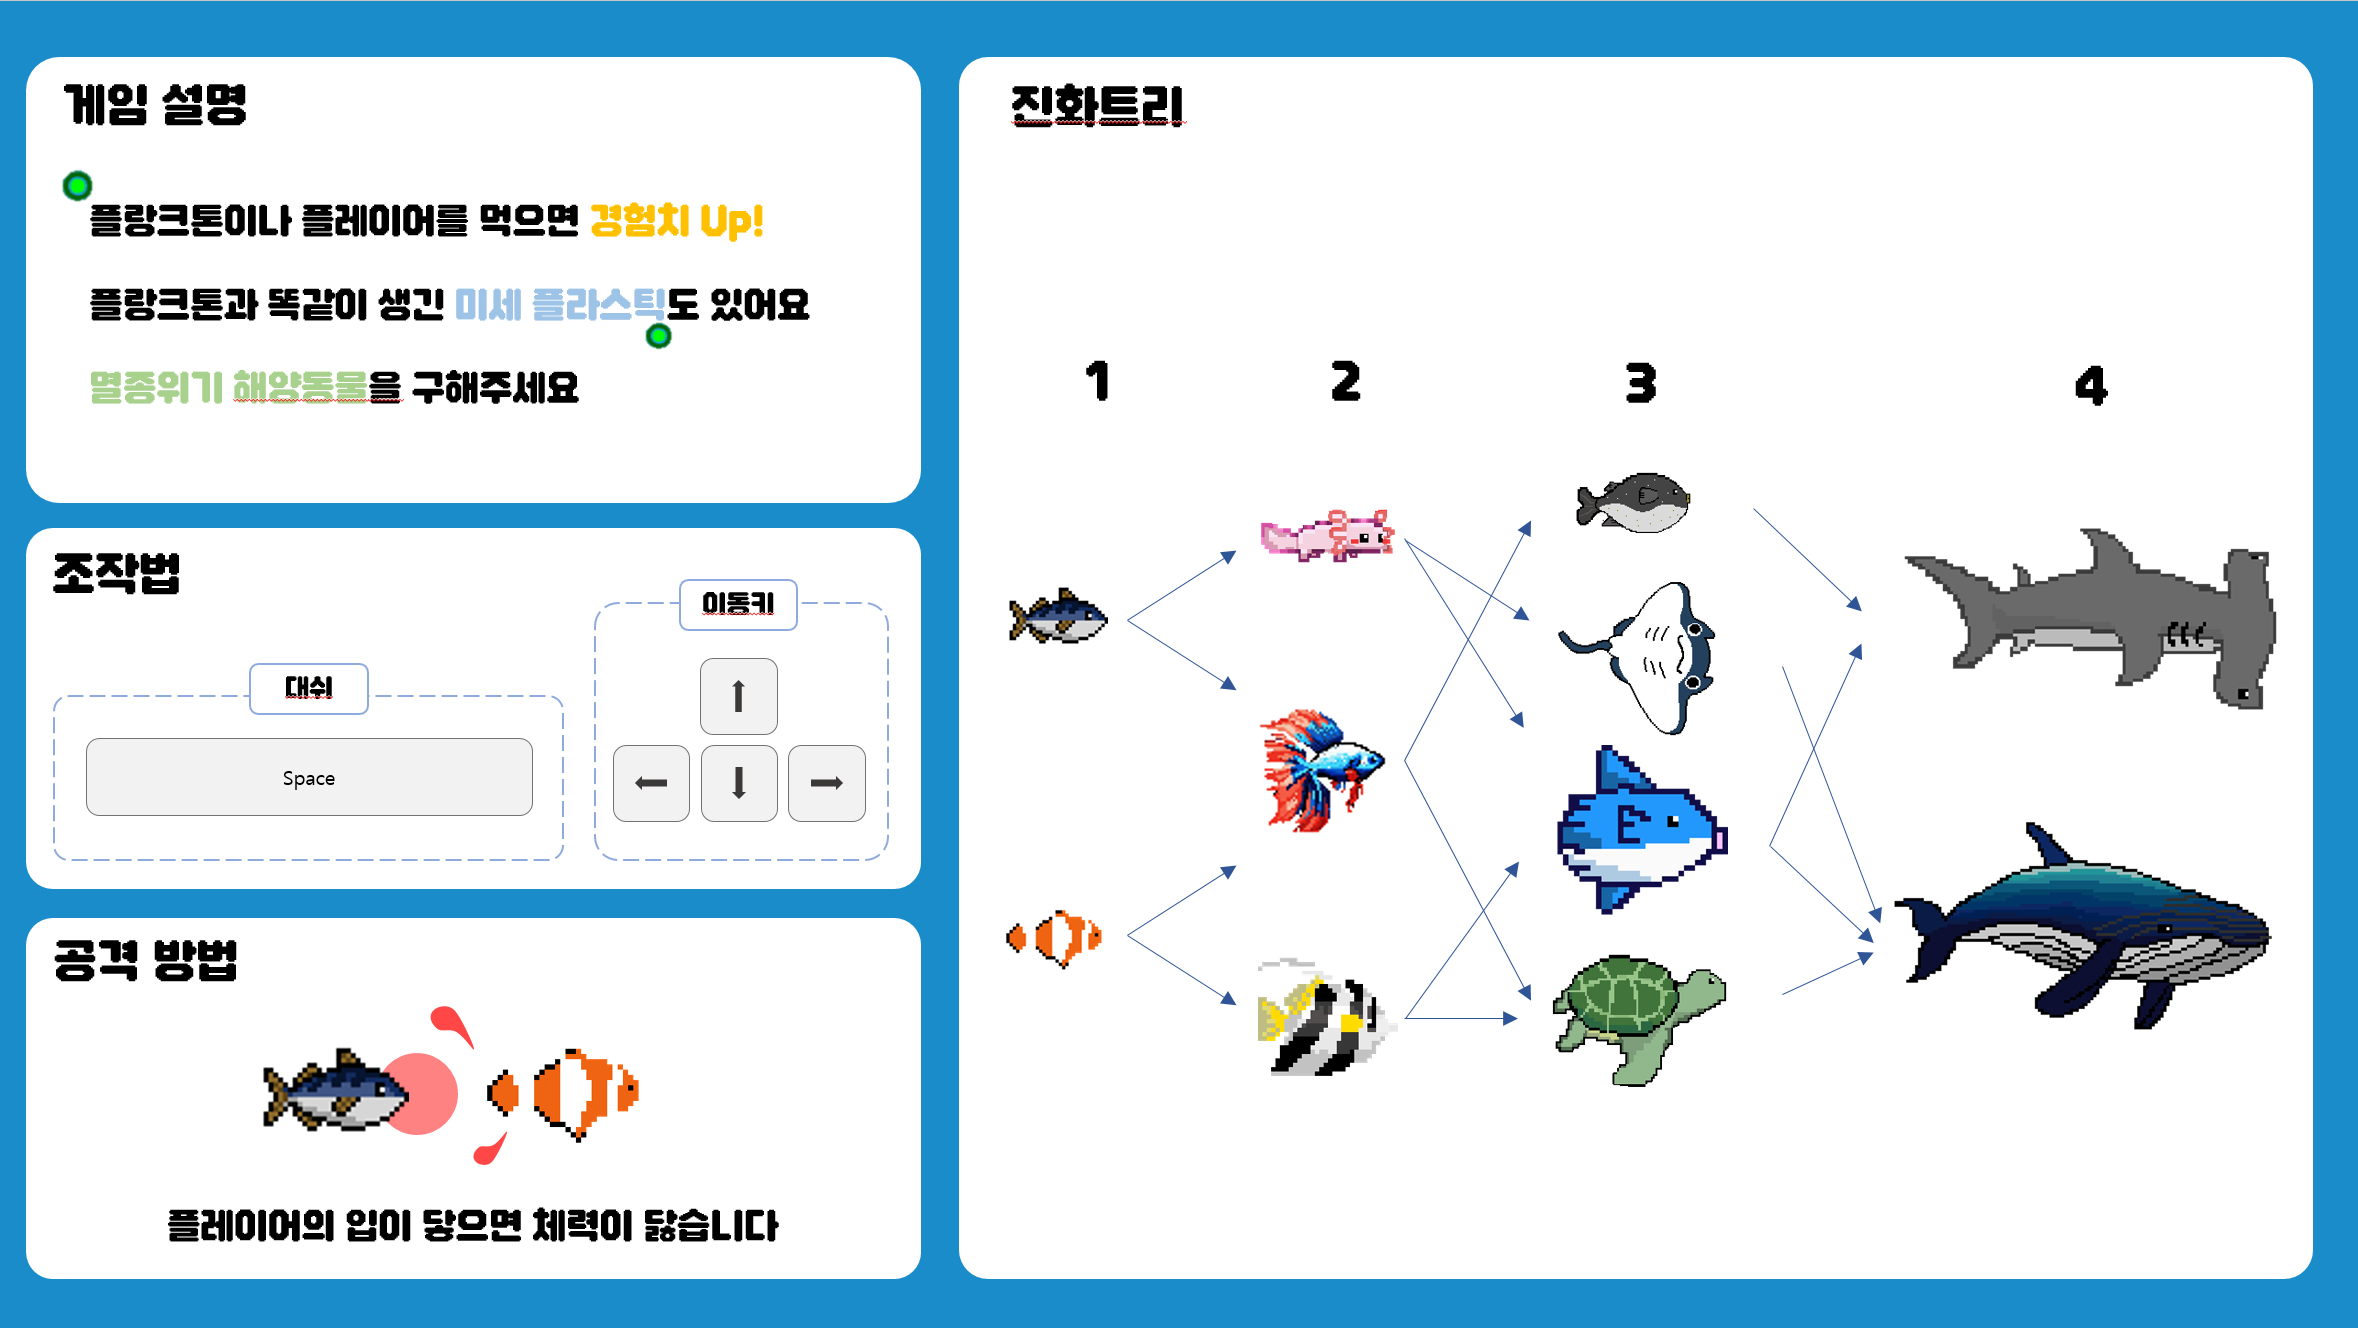 게임 설명
플랑크톤이나 플레이어를 먹으면 경험치 Up!
플랑크톤과 똑같이 생긴 미세 플라스틱도 있어요
멸종위기 해양동물을 구해주세요
조작법
대쉬
Space
이동키
↑
← ↓ →
공격 방법
플레이어의 입이 닿으면 체력이 닳습니다
진화트리
1 2 3 4